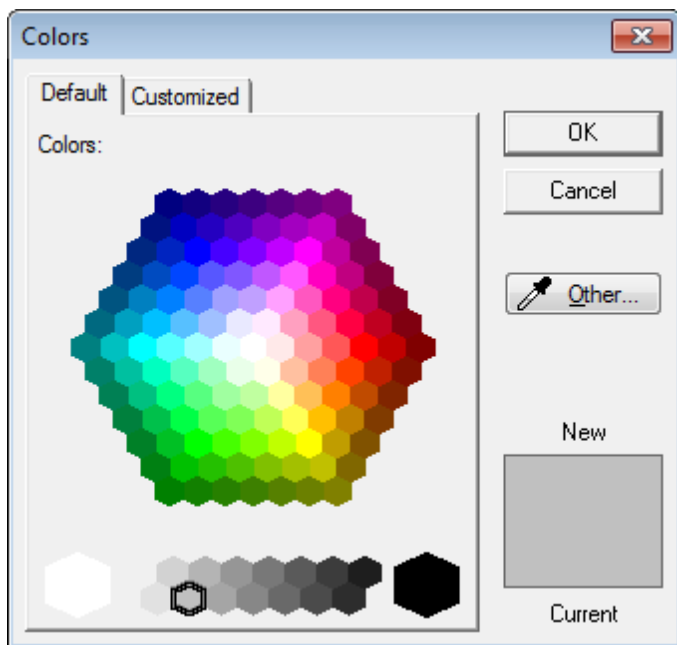 Colors
Default
Customized
Colors:
OK
Cancel
Other...
New
Current